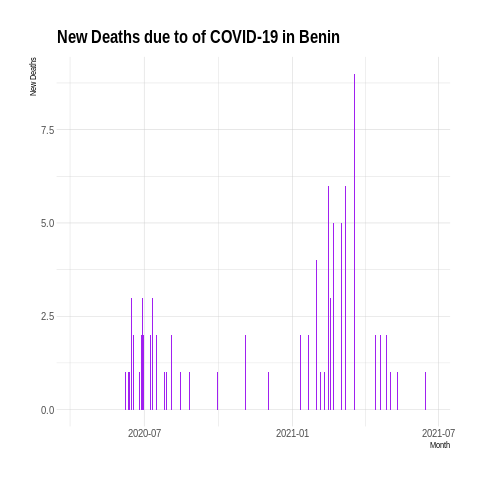 New Deaths due to of COVID-19 in Benin
New Deaths
7.5
5.0
2.5
0.0
2020-07
2021-01
2021-07
Month